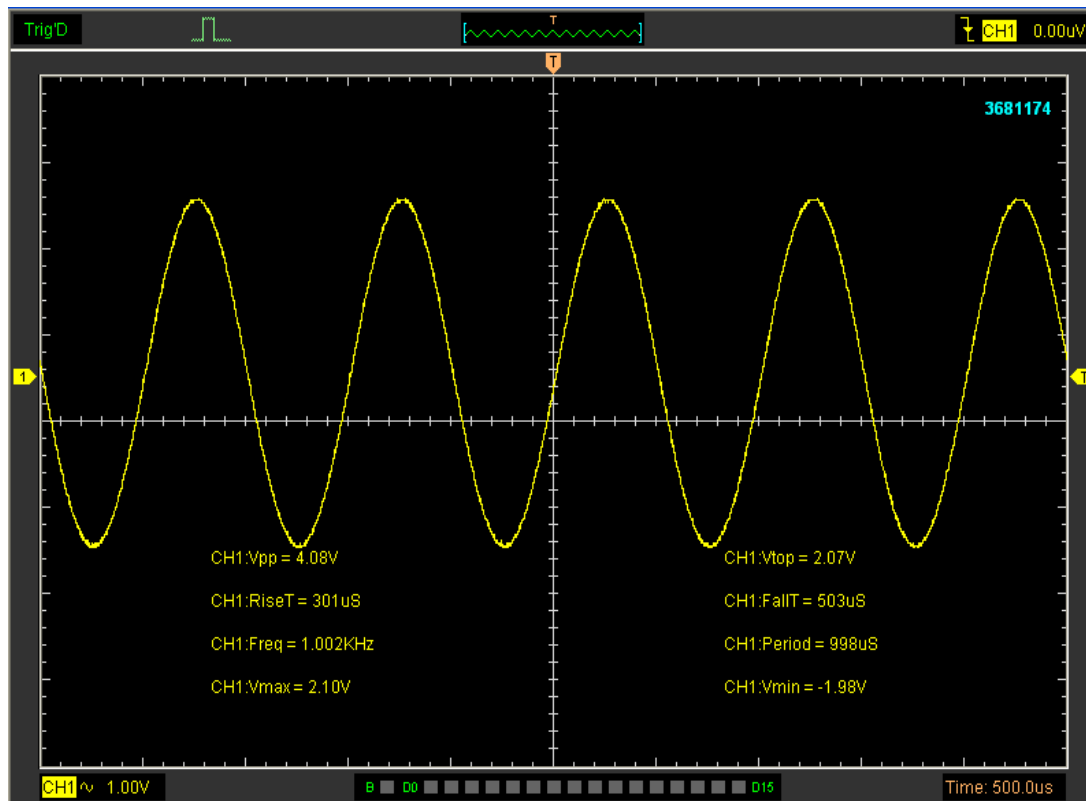 Trig'D
T
CH1 0.00uV
T
3681174
1
T
CH1:Vpp = 4.08V
CH1:Vtop = 2.07V
CH1:RiseT = 301uS
CH1:FallT = 503uS
CH1:Freq = 1.002KHz
CH1:Period = 998uS
CH1:Vmax = 2.10V
CH1:Vmin = -1.98V
CH1 1.00V
B D0 D15
Time: 500.0us